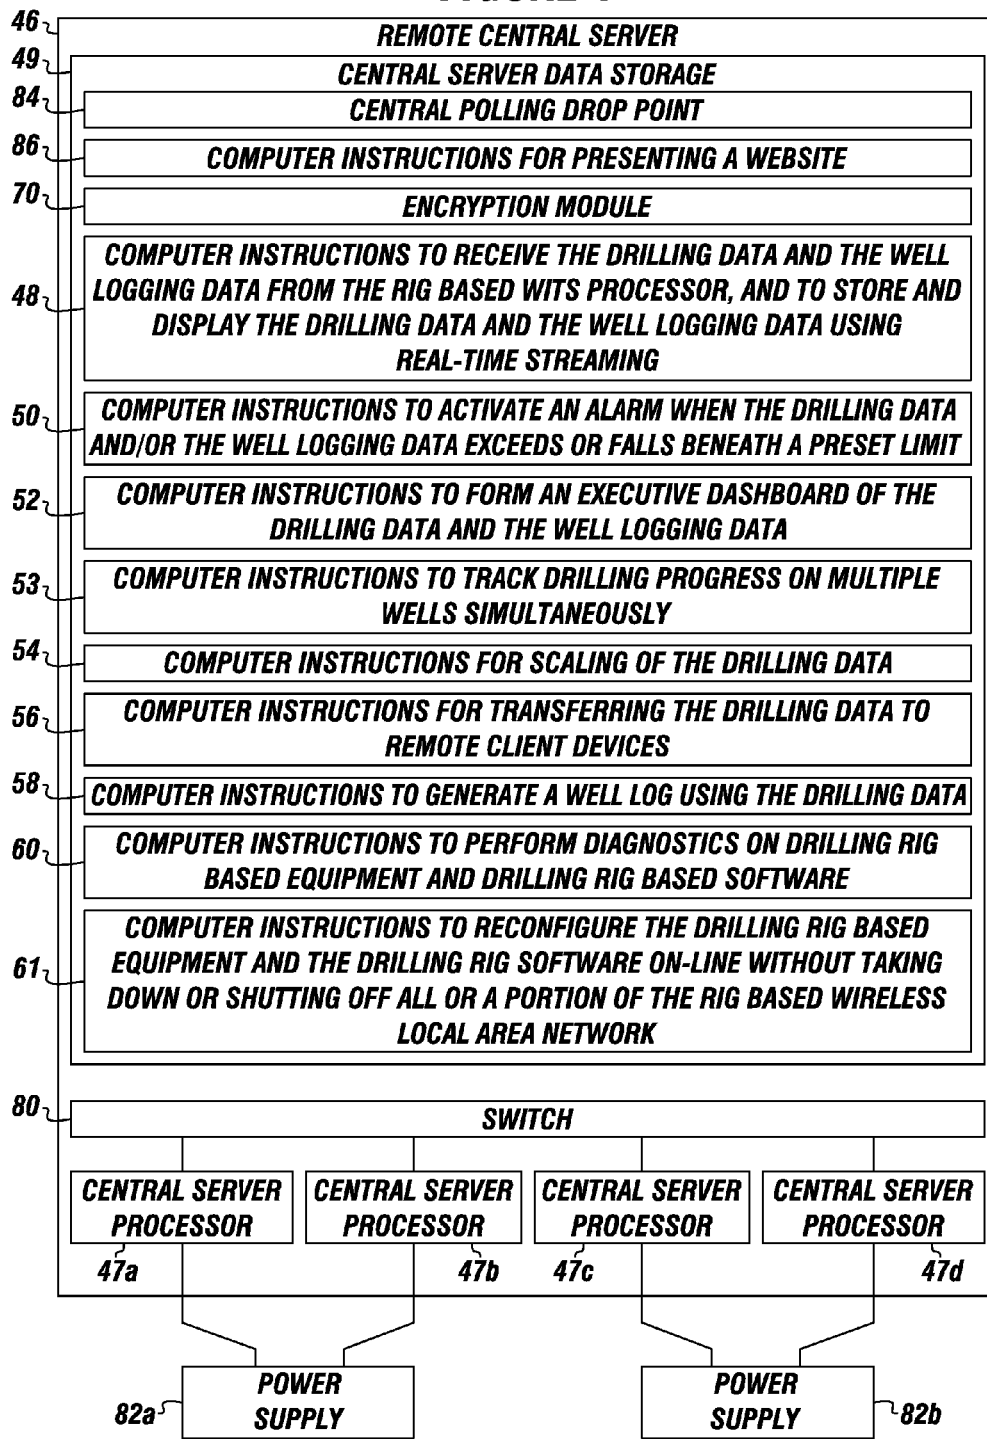 46
REMOTE CENTRAL SERVER
49
CENTRAL SERVER DATA STORAGE
84
CENTRAL POLLING DROP POINT
86
COMPUTER INSTRUCTIONS FOR PRESENTING A WEBSITE
70
ENCRYPTION MODULE
48
COMPUTER INSTRUCTIONS TO RECEIVE THE DRILLING DATA AND THE WELL
LOGGING DATA FROM THE RIG BASED WITS PROCESSOR, AND TO STORE AND
DISPLAY THE DRILLING DATA AND THE WELL LOGGING DATA USING
REAL-TIME STREAMING
50
COMPUTER INSTRUCTIONS TO ACTIVATE AN ALARM WHEN THE DRILLING DATA
AND/OR THE WELL LOGGING DATA EXCEEDS OR FALLS BENEATH A PRESET LIMIT
52
COMPUTER INSTRUCTIONS TO FORM AN EXECUTIVE DASHBOARD OF THE
DRILLING DATA AND THE WELL LOGGING DATA
53
COMPUTER INSTRUCTIONS TO TRACK DRILLING PROGRESS ON MULTIPLE
WELLS SIMULTANEOUSLY
54
COMPUTER INSTRUCTIONS FOR SCALING OF THE DRILLING DATA
56
COMPUTER INSTRUCTIONS FOR TRANSFERRING THE DRILLING DATA TO
REMOTE CLIENT DEVICES
58
COMPUTER INSTRUCTIONS TO GENERATE A WELL LOG USING THE DRILLING DATA
60
COMPUTER INSTRUCTIONS TO PERFORM DIAGNOSTICS ON DRILLING RIG
BASED EQUIPMENT AND DRILLING RIG BASED SOFTWARE
61
COMPUTER INSTRUCTIONS TO RECONFIGURE THE DRILLING RIG BASED
EQUIPMENT AND THE DRILLING RIG SOFTWARE ON-LINE WITHOUT TAKING
DOWN OR SHUTTING OFF ALL OR A PORTION OF THE RIG BASED WIRELESS
LOCAL AREA NETWORK
80
SWITCH
CENTRAL SERVER
PROCESSOR
47a
CENTRAL SERVER
PROCESSOR
47b
CENTRAL SERVER
PROCESSOR
47c
CENTRAL SERVER
PROCESSOR
47d
POWER
SUPPLY
82a
POWER
SUPPLY
82b